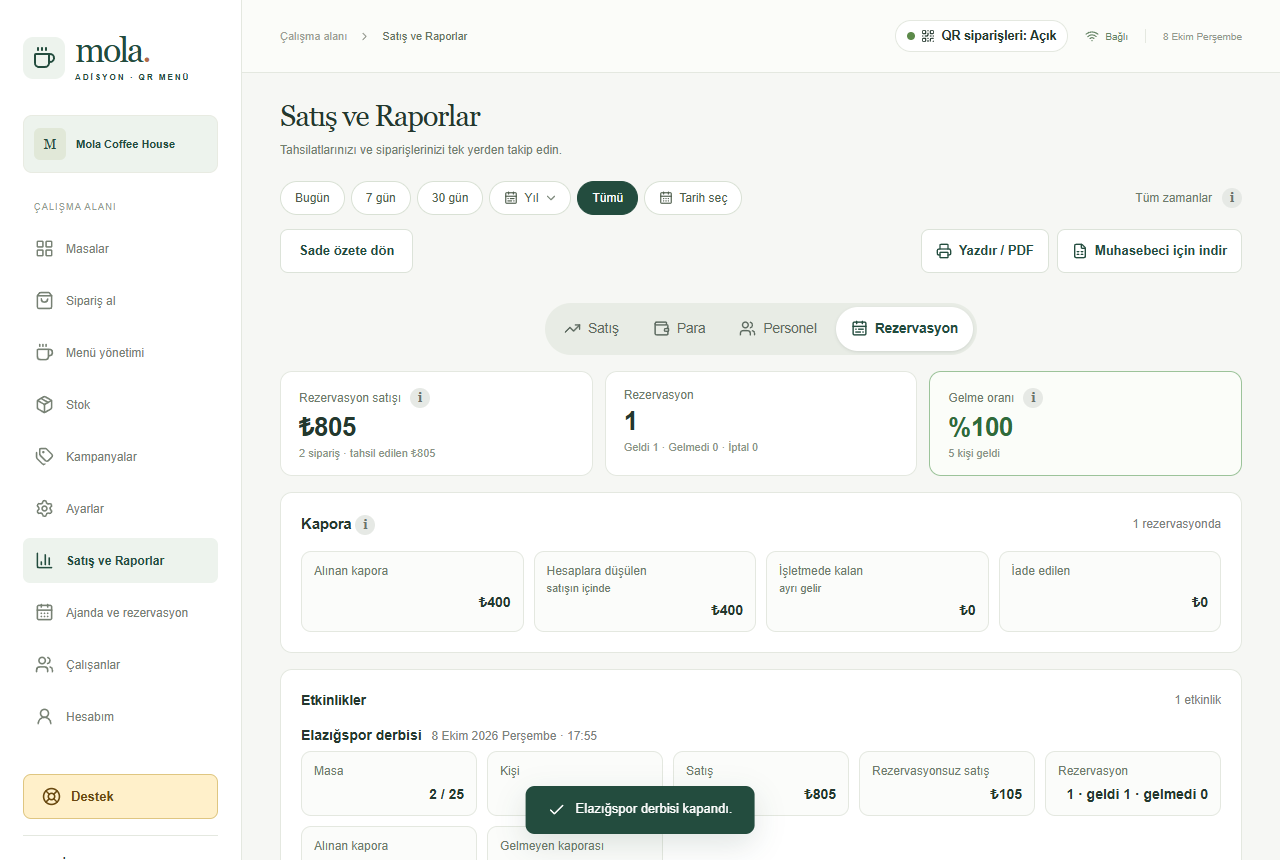 mola.
ADİSYON · QR MENÜ
M Mola Coffee House
ÇALIŞMA ALANI
Masalar
Sipariş al
Menü yönetimi
Stok
Kampanyalar
Ayarlar
Satış ve Raporlar
Ajanda ve rezervasyon
Çalışanlar
Hesabım
Destek
Çalışma alanı > Satış ve Raporlar
QR siparişleri: Açık
Bağlı
8 Ekim Perşembe
Satış ve Raporlar
Tahsilatlarınızı ve siparişlerinizi tek yerden takip edin.
Bugün 7 gün 30 gün Yıl Tümü Tarih seç
Tüm zamanlar i
Sade özete dön
Yazdır / PDF
Muhasebeci için indir
Satış Para Personel Rezervasyon
Rezervasyon satışı i
₺805
2 sipariş · tahsil edilen ₺805
Rezervasyon
1
Geldi 1 · Gelmedi 0 · İptal 0
Gelme oranı i
%100
5 kişi geldi
Kapora i
1 rezervasyonda
Alınan kapora
₺400
Hesaplara düşülen
satışın içinde
₺400
İşletmede kalan
ayrı gelir
₺0
İade edilen
₺0
Etkinlikler
1 etkinlik
Elazığspor derbisi 8 Ekim 2026 Perşembe · 17:55
Masa
2 / 25
Kişi
Satış
₺805
Rezervasyonsuz satış
₺105
Rezervasyon
1 · geldi 1 · gelmedi 0
Elazığspor derbisi kapandı.
Alınan kapora
Gelmeyen kaporası